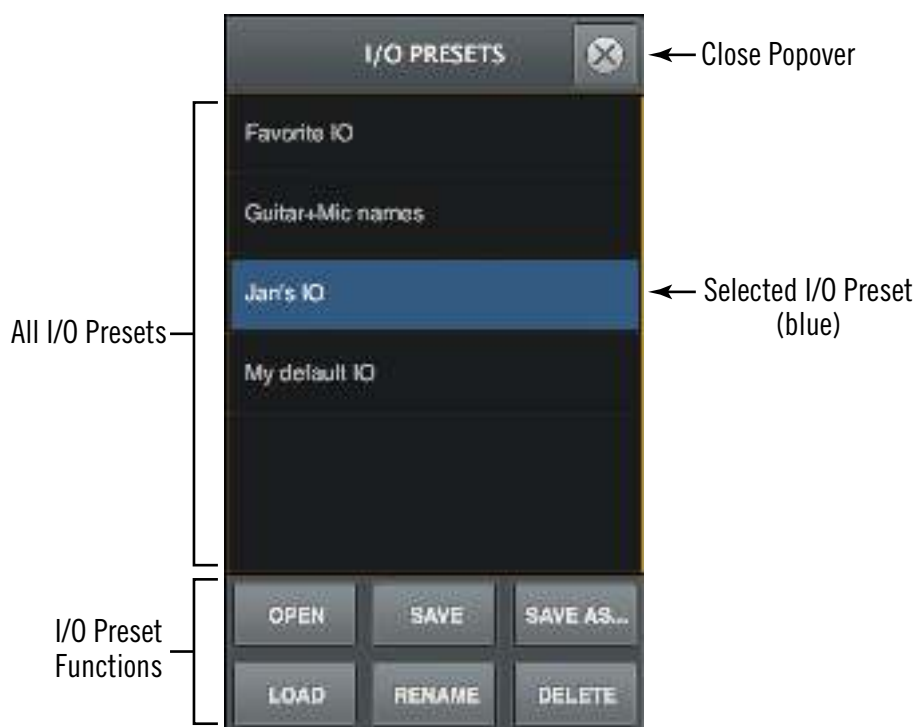 I/O PRESETS
Close Popover
Favorite IO
Guitar+Mic names
Jan's IO
Selected I/O Preset
(blue)
All I/O Presets
My default IO
I/O Preset
Functions
OPEN
SAVE
SAVE AS...
LOAD
RENAME
DELETE